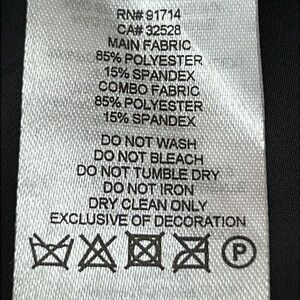 RN# 91714
CA# 32528
MAIN FABRIC
85% POLYESTER
15% SPANDEX
COMBO FABRIC
85% POLYESTER
15% SPANDEX
DO NOT WASH
DO NOT BLEACH
DO NOT TUMBLE DRY
DO NOT IRON
DRY CLEAN ONLY
EXCLUSIVE OF DECORATION
P